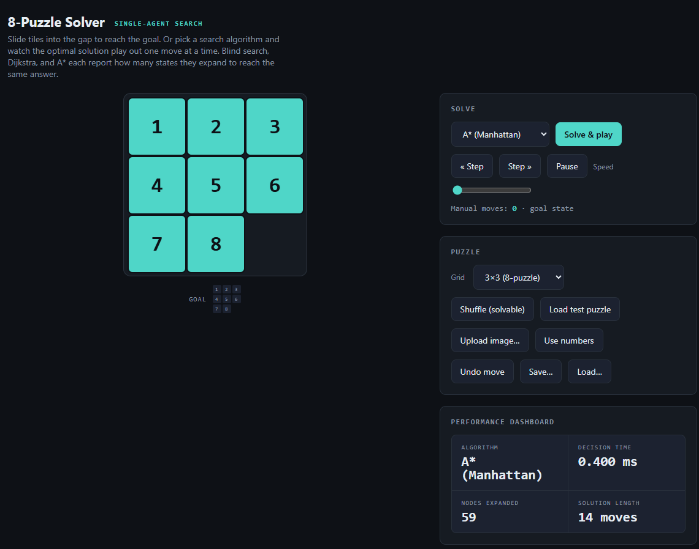 8-Puzzle Solver SINGLE-AGENT SEARCH
Slide tiles into the gap to reach the goal. Or pick a search algorithm and
watch the optimal solution play out one move at a time. Blind search,
Dijkstra, and A* each report how many states they expand to reach the
same answer.
1 2 3
4 5 6
7 8
GOAL
1 2 3
4 5 6
7 8
SOLVE
A* (Manhattan) Solve & play
« Step Step » Pause Speed
Manual moves: 0 · goal state
PUZZLE
Grid 3×3 (8-puzzle)
Shuffle (solvable) Load test puzzle
Upload image... Use numbers
Undo move Save... Load...
PERFORMANCE DASHBOARD
ALGORITHM
A*
(Manhattan)
DECISION TIME
0.400 ms
NODES EXPANDED
59
SOLUTION LENGTH
14 moves